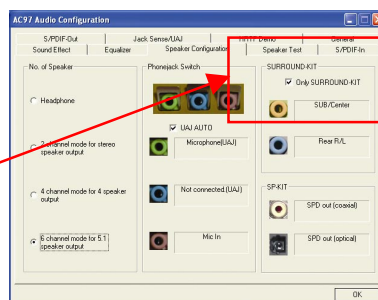 AC97 Audio Configuration
S/PDIF-Out
Jack Sense/UAJ
Demo
General
Sound Effect
Equalizer
Speaker Configuration
Speaker Test
S/PDIF-In
No. of Speaker
Headphone
2 channel mode for stereo
speaker output
4 channel mode for 4 speaker
output
6 channel mode for 5.1
speaker output
Phonejack Switch
UAJ AUTO
Microphone(UAJ)
Not connected.(UAJ)
Mic In
SURROUND-KIT
Only SURROUND-KIT
SUB/Center
Rear R/L
SP-KIT
SPD out (coaxial)
SPD out (optical)
OK